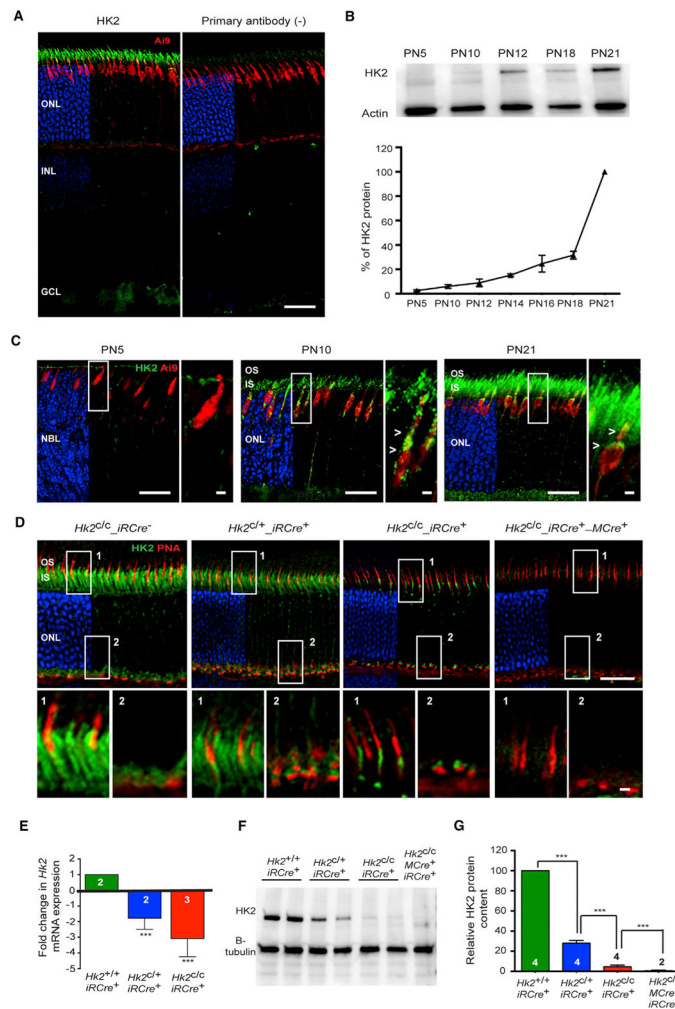 A
HK2
Primary antibody (-)
Ai9
ONL
INL
GCL
B
PN5 PN10 PN12 PN18 PN21
HK2
Actin
% of HK2 protein
120
100
80
60
40
20
0
PN5 PN10 PN12 PN14 PN16 PN18 PN21
C
PN5 PN10 PN21
HK2 Ai9
NBL
OS
IS
ONL
>
>
OS
IS
ONL
>
>
D
Hk2c/c_iRCre- Hk2c/+_iRCre+ Hk2c/c_iRCre+ Hk2c/c_iRCre+_MCre+
HK2 PNA
OS
IS
ONL
1 1 1 1
2 2 2 2
1 2 1 2 1 2 1 2
E
Fold change in Hk2
mRNA expression
2
1
0
-1
-2
-3
-4
-5
2 2 3
*** ***
Hk2+/+
iRCre+
Hk2c/+
iRCre+
Hk2c/c
iRCre+
F
Hk2+/+
iRCre+
Hk2c/+
iRCre+
Hk2c/c
iRCre+
Hk2c/c
MCre+
iRCre+
HK2
B-
tubulin
G
Relative HK2 protein
content
120
100
80
60
40
20
0
*** *** ***
4 4 4 2
Hk2+/+
iRCre+
Hk2c/+
iRCre+
Hk2c/c
iRCre+
Hk2c/
MCre
iRCre